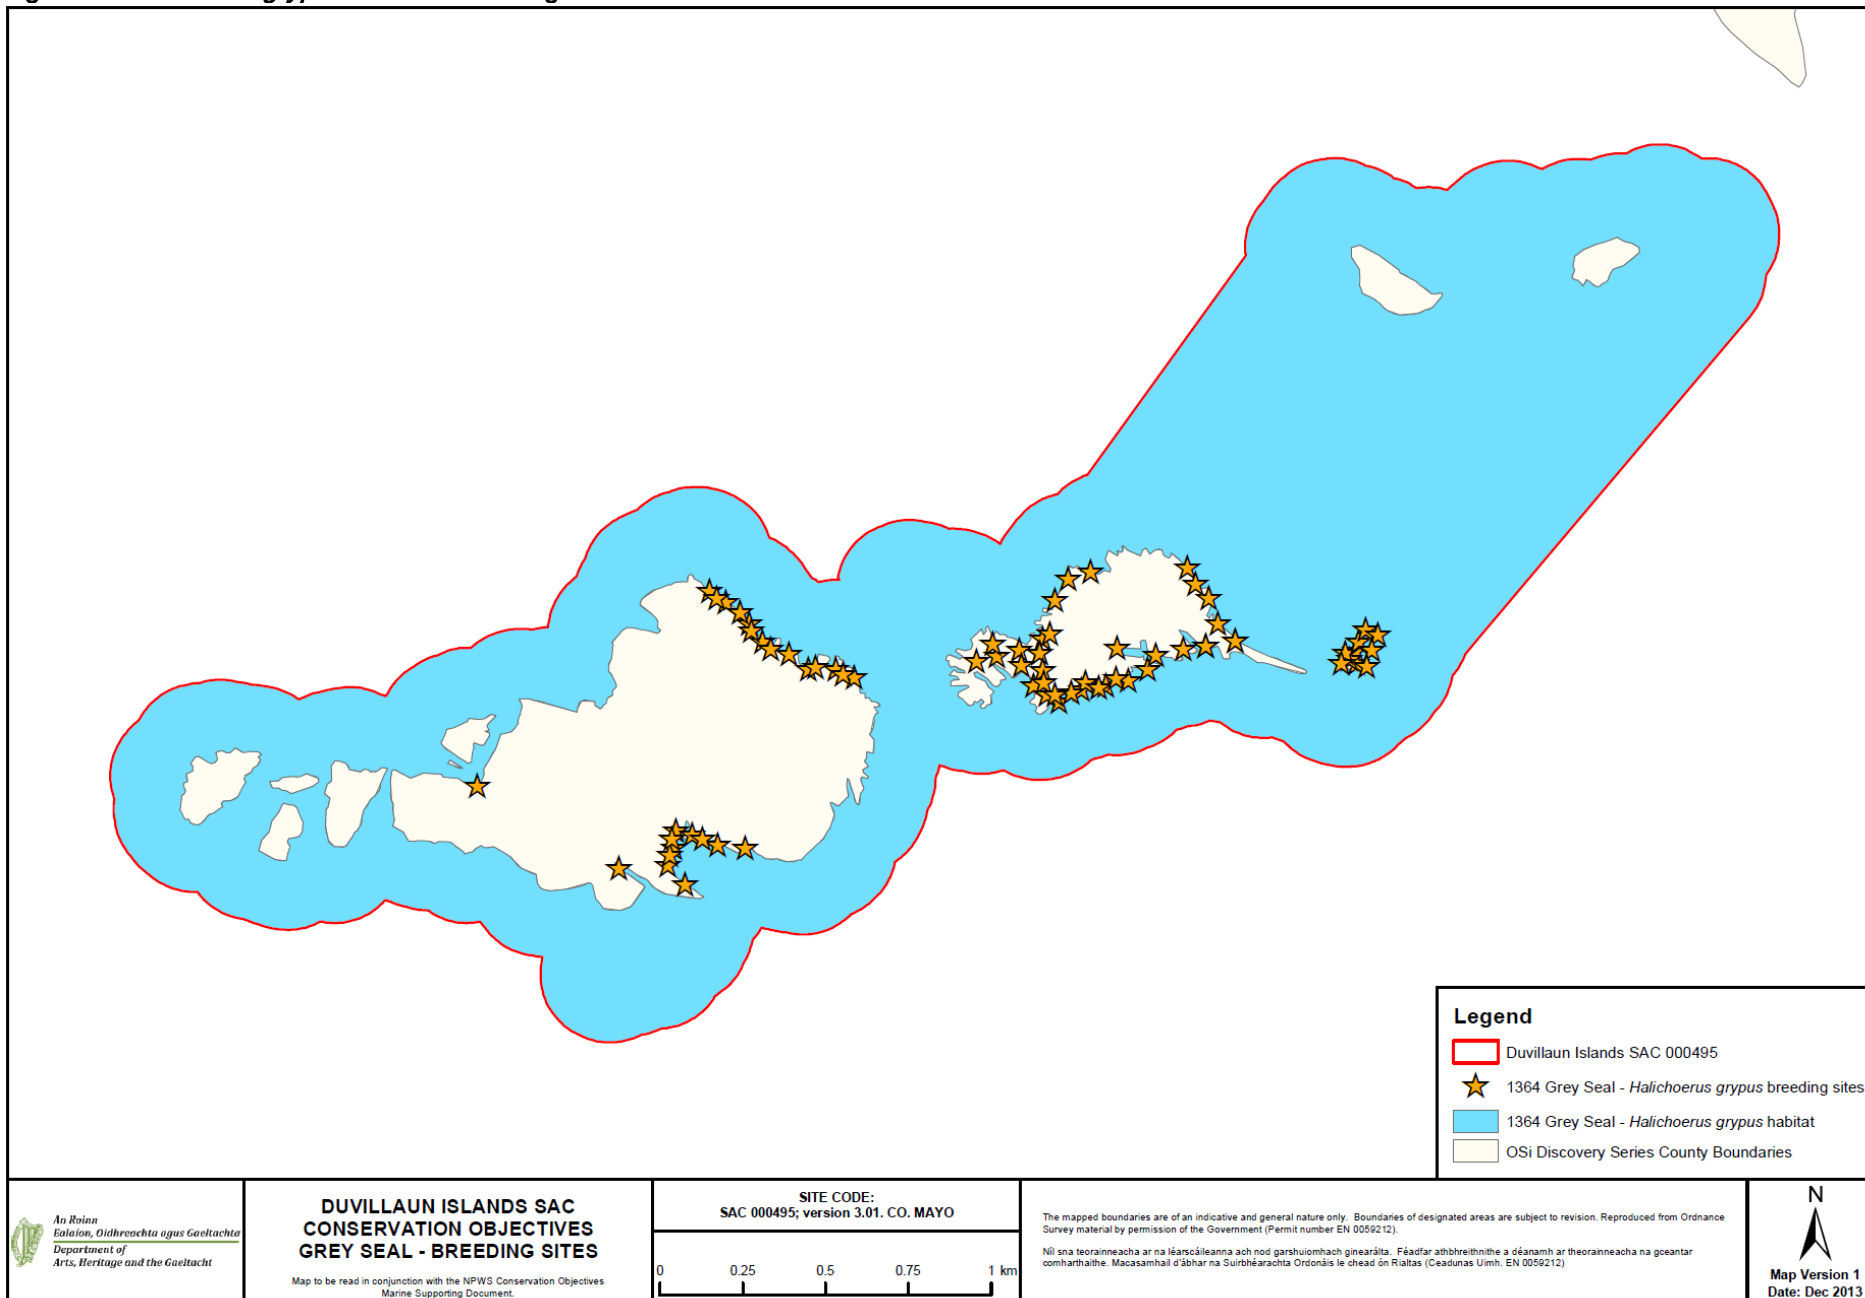 Legend
Duvillaun Islands SAC 000495
1364 Grey Seal - Halichoerus grypus breeding sites
1364 Grey Seal - Halichoerus grypus habitat
OSi Discovery Series County Boundaries
An Roinn
Ealaíon, Oidhreachta agus Gaeltachta
Department of
Arts, Heritage and the Gaeltacht
DUVILLAUN ISLANDS SAC
CONSERVATION OBJECTIVES
GREY SEAL - BREEDING SITES
Map to be read in conjunction with the NPWS Conservation Objectives
Marine Supporting Document.
SITE CODE:
SAC 000495; version 3.01. CO. MAYO
0 0.25 0.5 0.75 1 km
The mapped boundaries are of an indicative and general nature only. Boundaries of designated areas are subject to revision. Reproduced from Ordnance
Survey material by permission of the Government (Permit number EN 0059212).
Níl sna teorainneacha ar na léarscáileanna ach nod garshuiomhach ginearálta. Féadfar athbhreithnithe a déanamh ar theorainneacha na gceantar
comharthaithe. Macasamhail d'ábhar na Suirbhéarachta Ordonáis le chead ón Rialtas (Ceadunas Uimh. EN 0059212)
N
Map Version 1
Date: Dec 2013